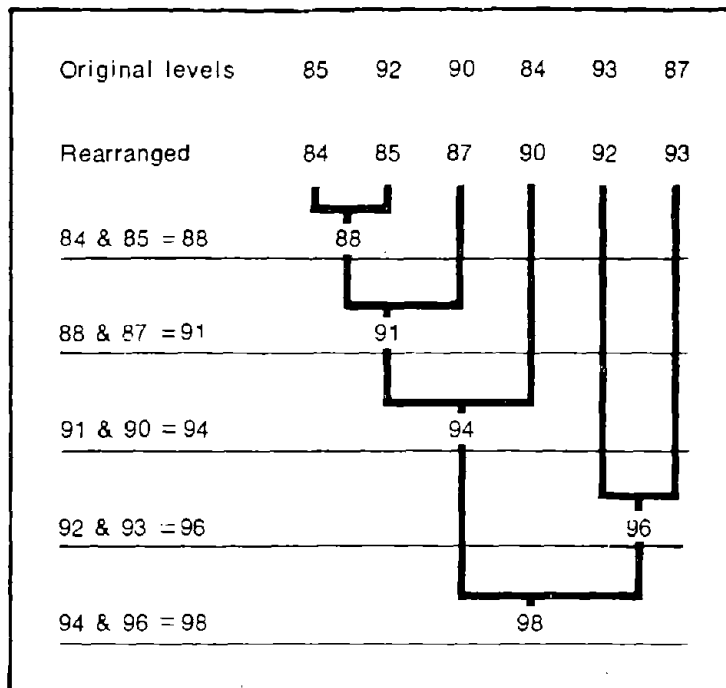 Original levels 85 92 90 84 93 87
Rearranged 84 85 87 90 92 93
84 & 85 = 88 88
88 & 87 = 91 91
91 & 90 = 94 94
92 & 93 = 96 96
94 & 96 = 98 98